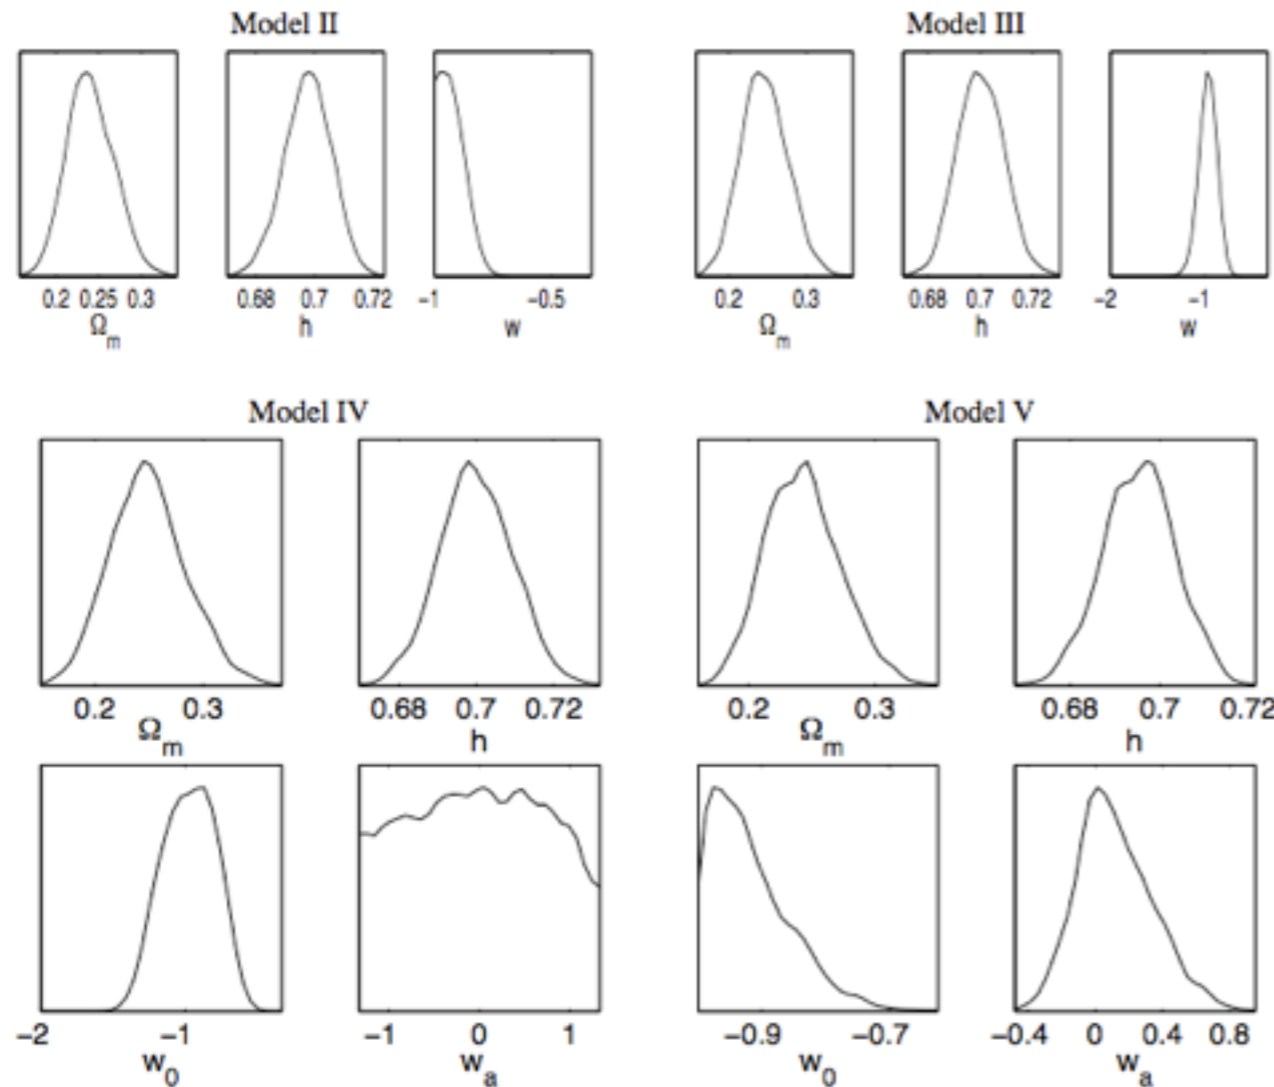 Model II
Model III
0.2 0.25 0.3
0.68 0.7 0.72
−1 −0.5
0.2 0.3
0.68 0.7 0.72
−2 −1
Ω_m
h
w
Ω_m
h
w
Model IV
Model V
0.2 0.3
0.68 0.7 0.72
0.2 0.3
0.68 0.7 0.72
Ω_m
h
Ω_m
h
−2 −1
−1 0 1
−0.9 −0.7
−0.4 0 0.4 0.8
w_0
w_a
w_0
w_a